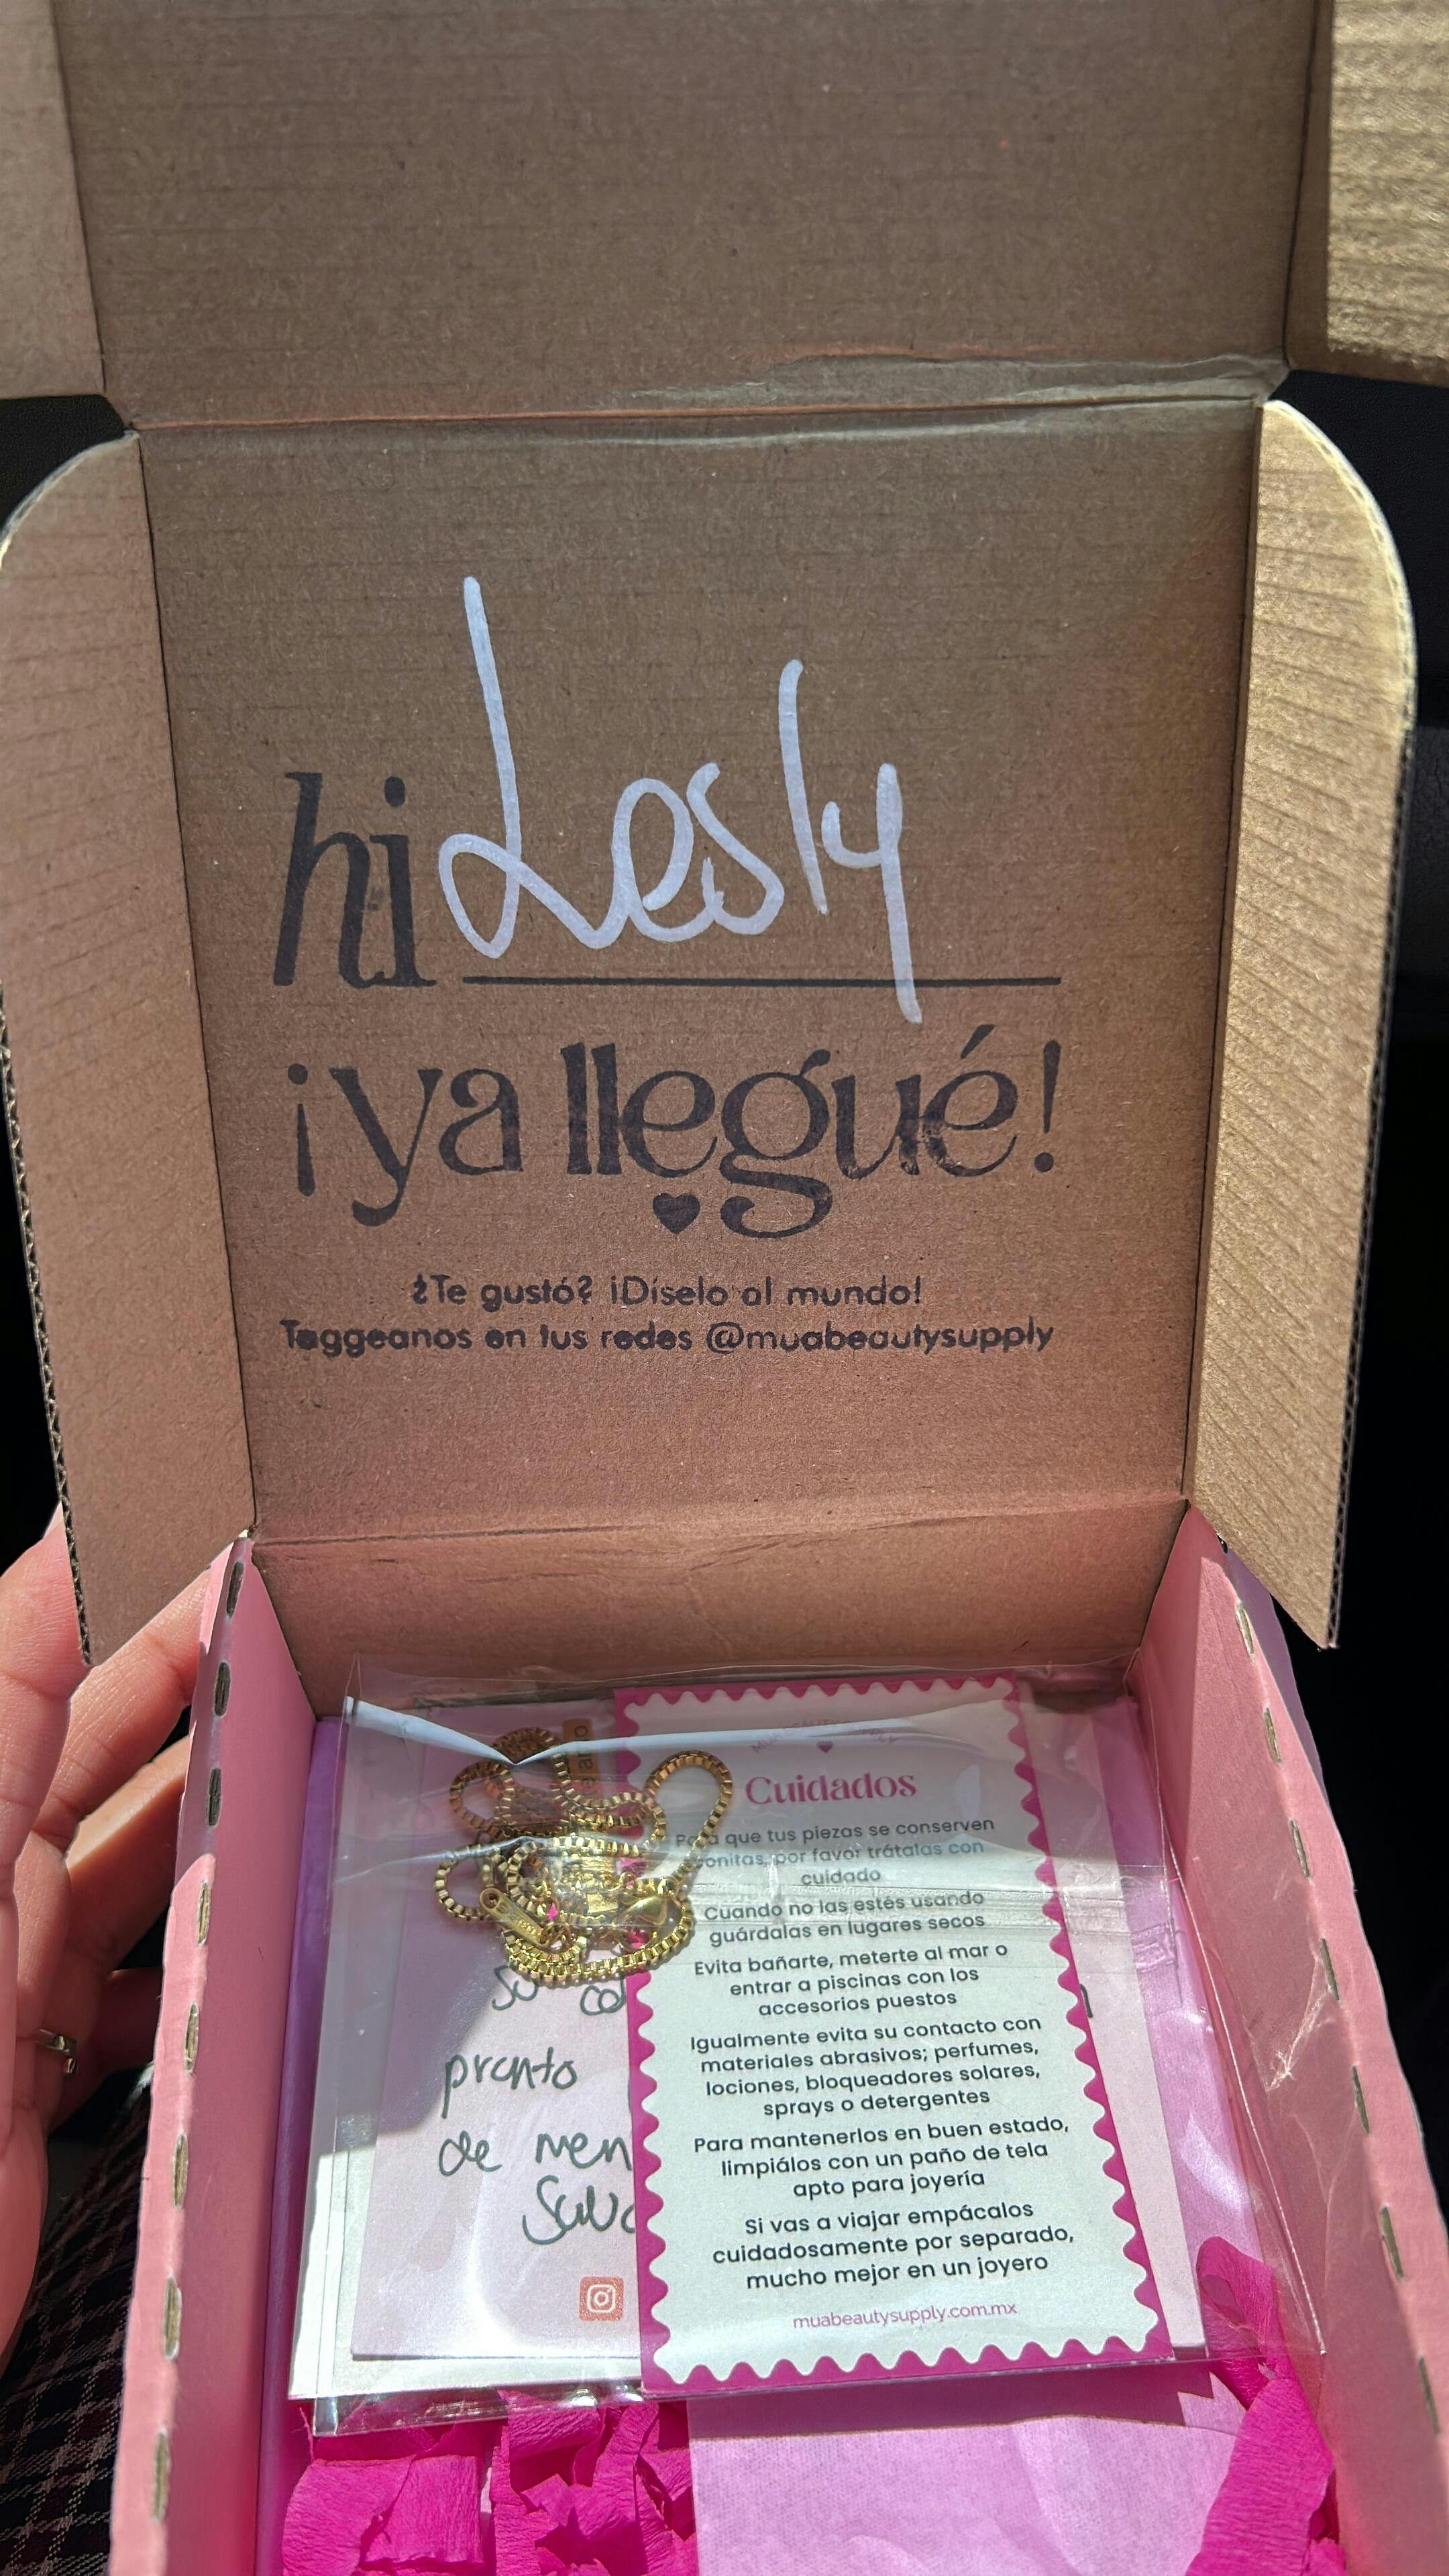 hi Lesly
¡ya llegué!
¿Te gustó? ¡Díselo al mundo!
Taggeanos en tus redes @muabeautysupply
MUA BEAUTY SUPPLY
Cuidados
Para que tus piezas se conserven
bonitas, por favor trátalas con
cuidado
Cuando no las estés usando
guárdalas en lugares secos
Evita bañarte, meterte al mar o
entrar a piscinas con los
accesorios puestos
Igualmente evita su contacto con
materiales abrasivos; perfumes,
lociones, bloqueadores solares,
sprays o detergentes
Para mantenerlos en buen estado,
limpiálos con un paño de tela
apto para joyería
Si vas a viajar empácalos
cuidadosamente por separado,
mucho mejor en un joyero
muabeautysupply.com.mx
pronto
de